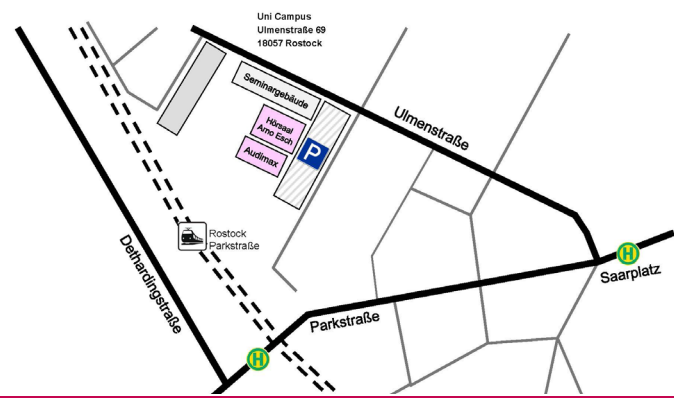 Uni Campus
Ulmenstraße 69
18057 Rostock
Seminargebäude
Hörsaal
Arno Esch
Audimax
P
Ulmenstraße
Rostock
Parkstraße
Dethardingstraße
H
Saarplatz
Parkstraße
H